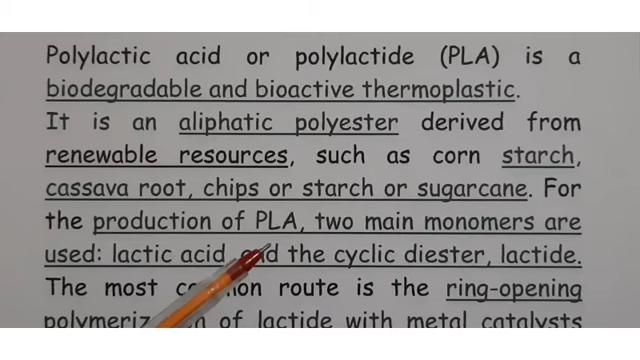 Polylactic acid or polylactide (PLA) is a
biodegradable and bioactive thermoplastic.
It is an aliphatic polyester derived from
renewable resources, such as corn starch,
cassava root, chips or starch or sugarcane. For
the production of PLA, two main monomers are
used: lactic acid, and the cyclic diester, lactide.
The most common route is the ring-opening
of lactide with metal catalysts